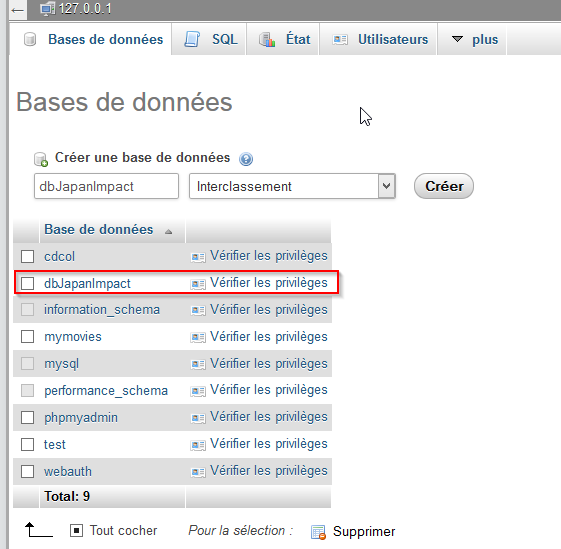 127.0.0.1
Bases de données SQL État Utilisateurs plus
Bases de données
Créer une base de données
dbJapanImpact Interclassement Créer
Base de données
cdcol Vérifier les privilèges
dbJapanImpact Vérifier les privilèges
information_schema Vérifier les privilèges
mymovies Vérifier les privilèges
mysql Vérifier les privilèges
performance_schema Vérifier les privilèges
phpmyadmin Vérifier les privilèges
test Vérifier les privilèges
webauth Vérifier les privilèges
Total: 9
Tout cocher Pour la sélection : Supprimer